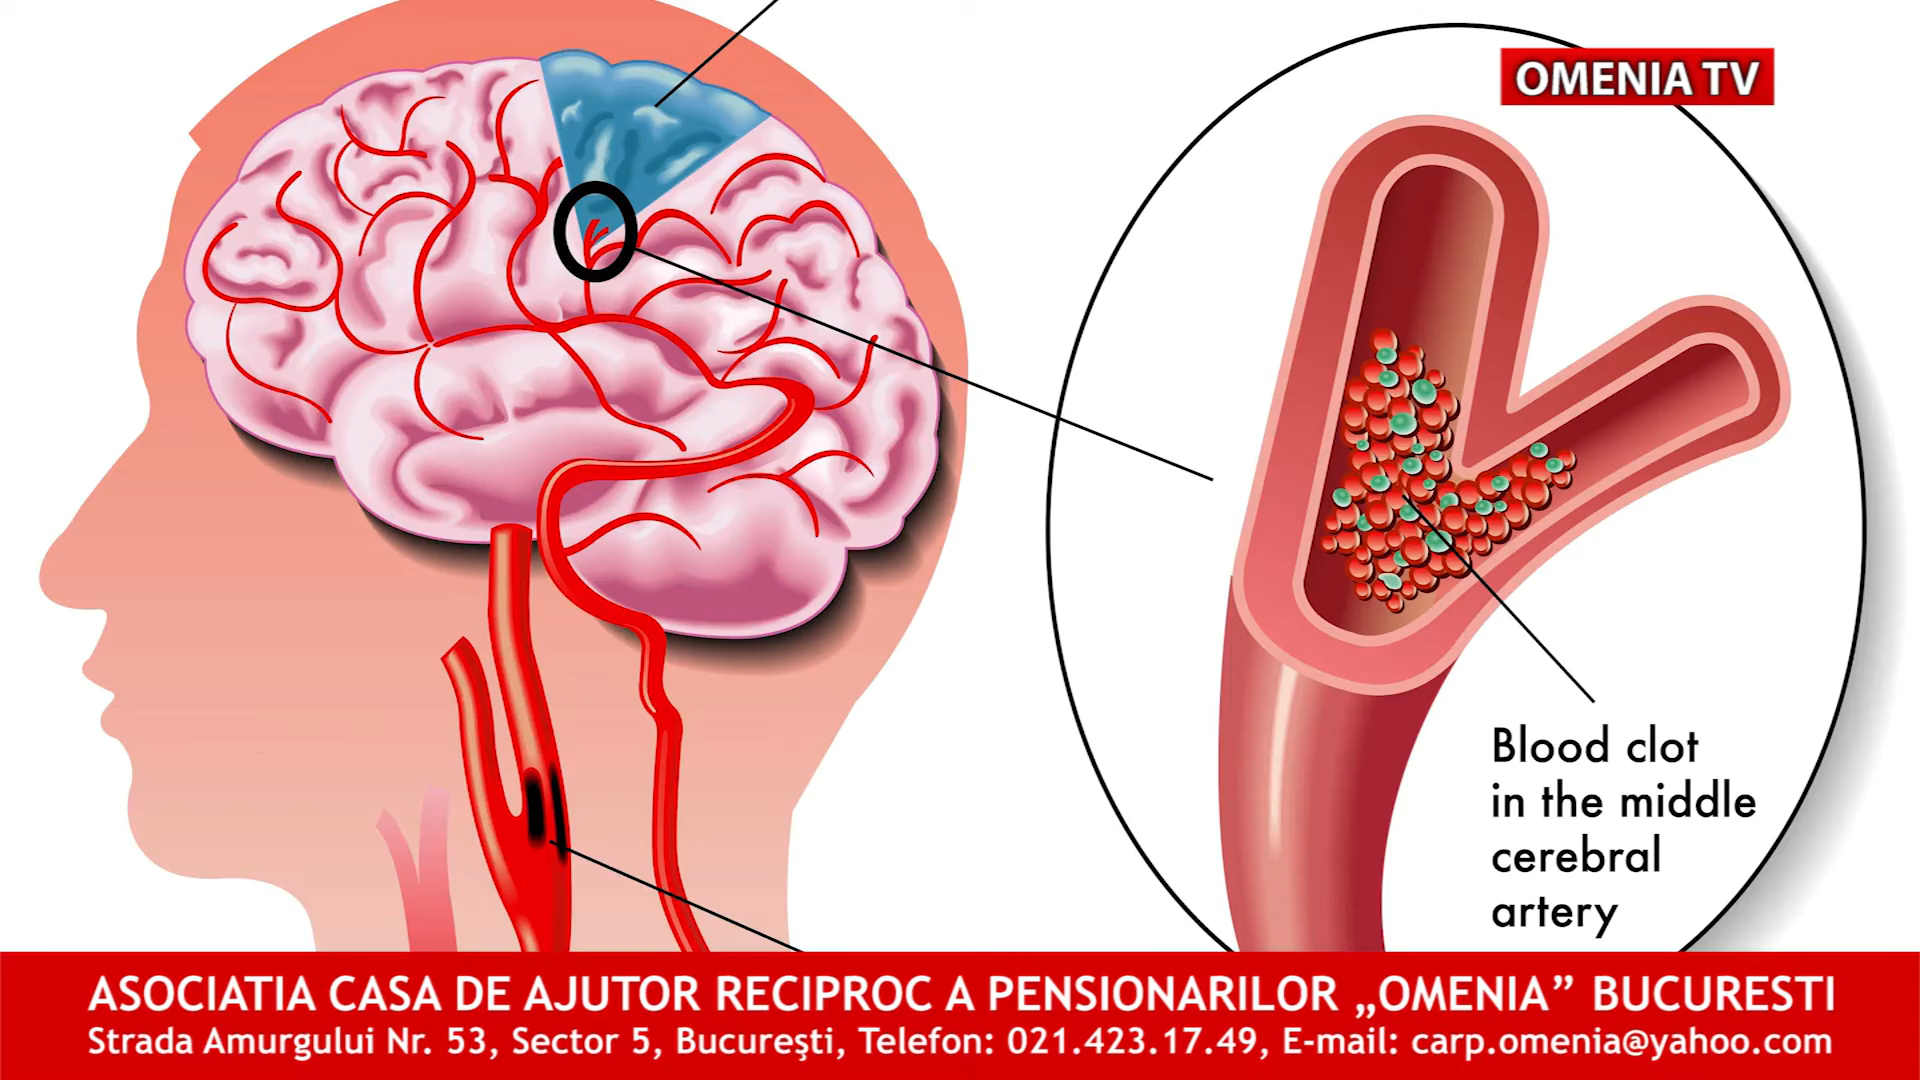 OMENIA TV
Blood clot
in the middle
cerebral
artery
ASOCIATIA CASA DE AJUTOR RECIPROC A PENSIONARILOR „OMENIA” BUCURESTI
Strada Amurgului Nr. 53, Sector 5, Bucureşti, Telefon: 021.423.17.49, E-mail: carp.omenia@yahoo.com